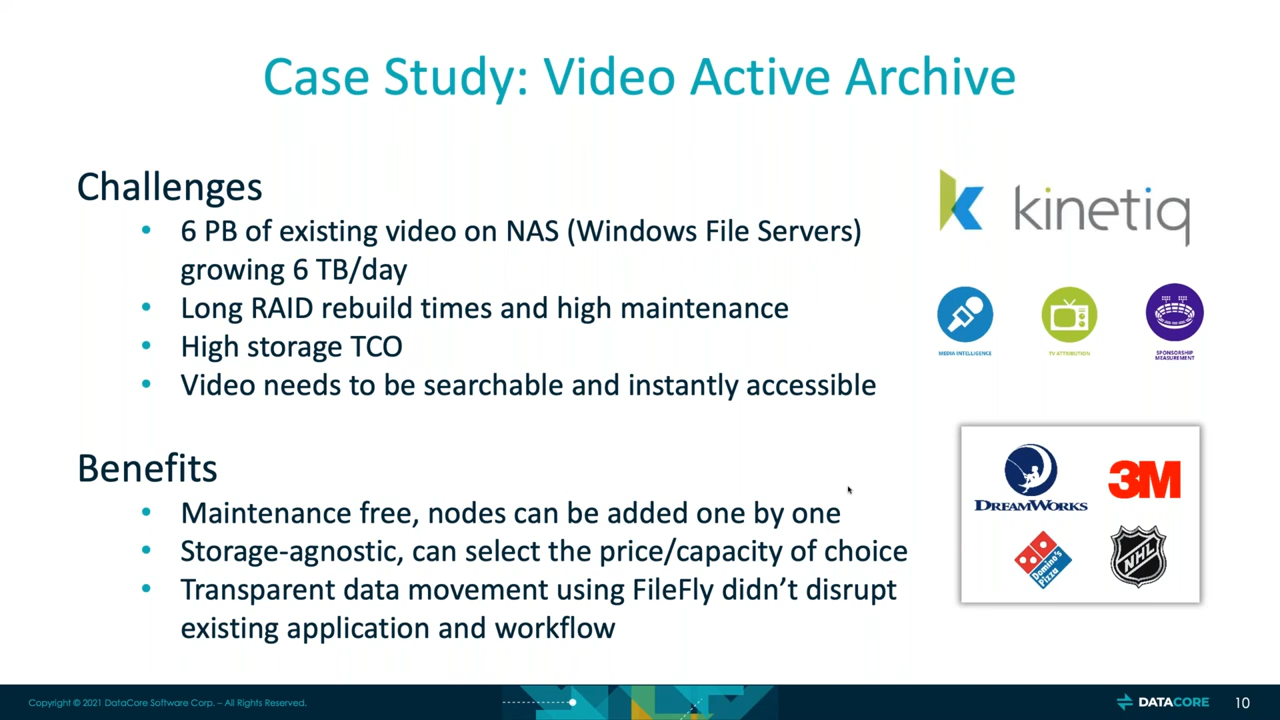 Case Study: Video Active Archive
Challenges
• 6 PB of existing video on NAS (Windows File Servers)
growing 6 TB/day
• Long RAID rebuild times and high maintenance
• High storage TCO
• Video needs to be searchable and instantly accessible
kinetiq
MEDIA INTELLIGENCE
TV ATTRIBUTION
SPONSORSHIP
MEASUREMENT
Benefits
• Maintenance free, nodes can be added one by one
• Storage-agnostic, can select the price/capacity of choice
• Transparent data movement using FileFly didn’t disrupt
existing application and workflow
DREAMWORKS
3M
Domino's
Pizza
NHL
Copyright © 2021 DataCore Software Corp. – All Rights Reserved.
DATACORE
10